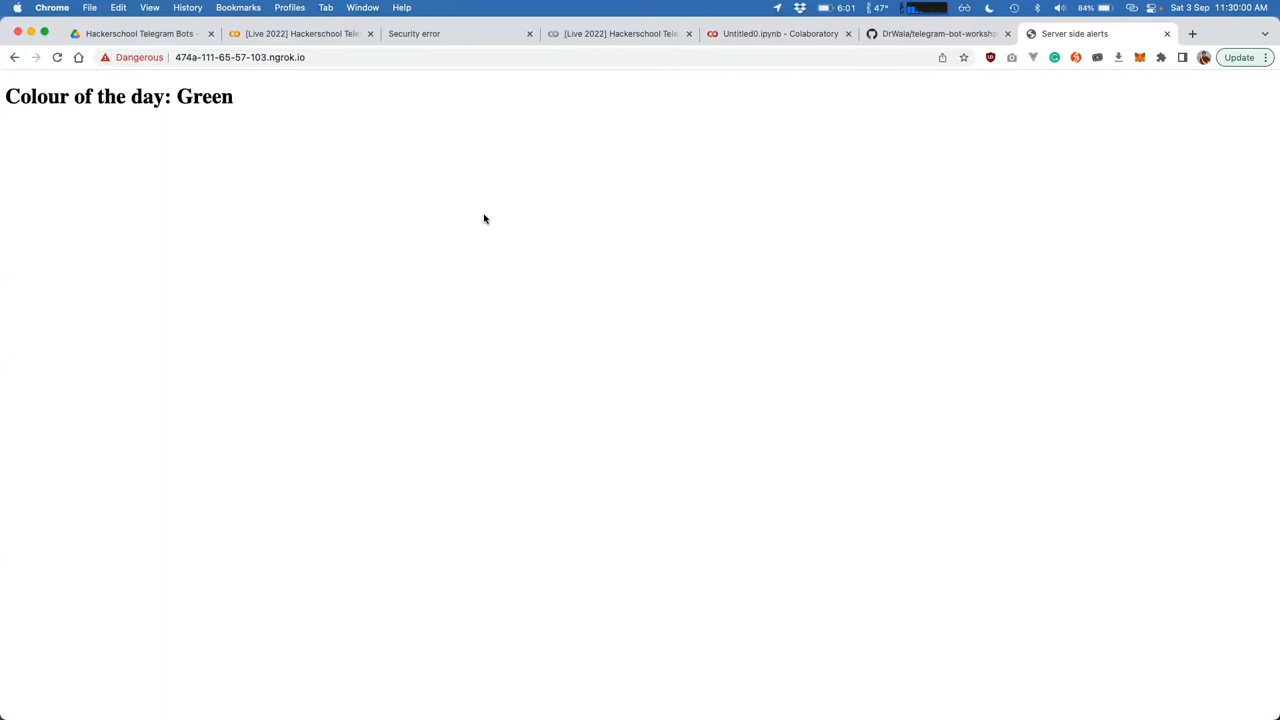 Chrome File Edit View History Bookmarks Profiles Tab Window Help 6:01 47° 84% Sat 3 Sep 11:30:00 AM
Hackerschool Telegram Bots - [Live 2022] Hackerschool Tele Security error [Live 2022] Hackerschool Tele Untitled0.ipynb - Colaboratory DrWala/telegram-bot-worksho Server side alerts
Dangerous 474a-111-65-57-103.ngrok.io Update
Colour of the day: Green